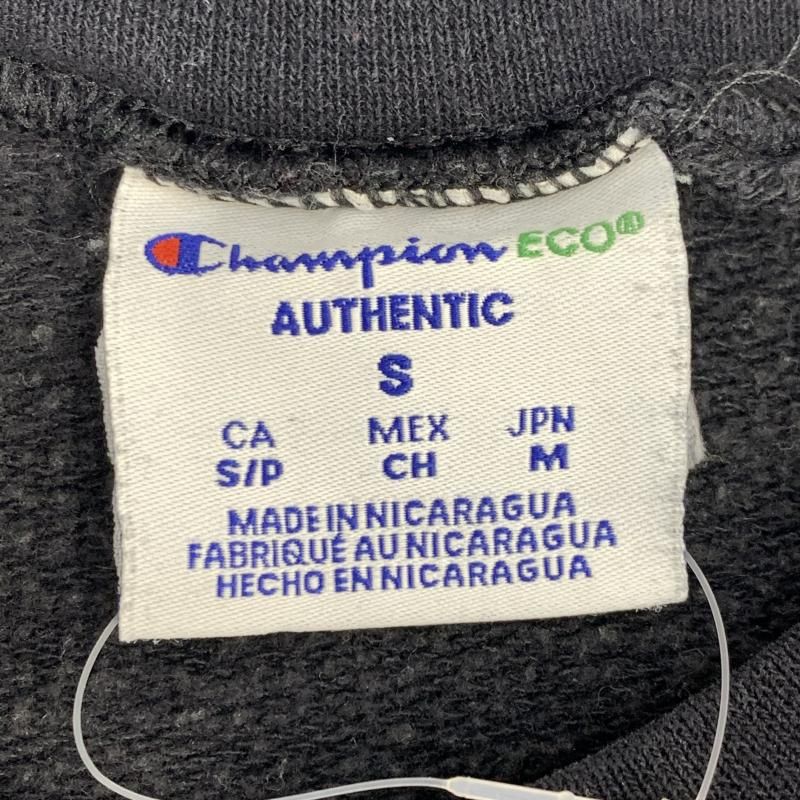 Champion ECO®
AUTHENTIC
S
CA MEX JPN
S/P CH M
MADE IN NICARAGUA
FABRIQUÉ AU NICARAGUA
HECHO EN NICARAGUA